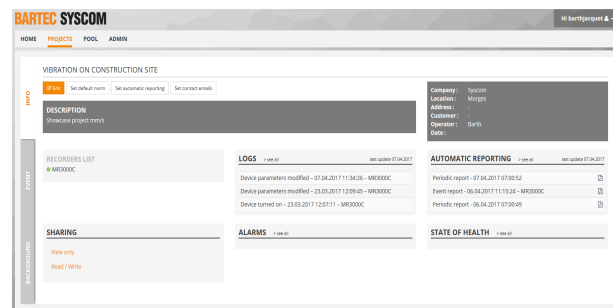 BARTEC SYSCOM
Hi barthjacqust
HOME PROJECTS POOL ADMIN
VIBRATION ON CONSTRUCTION SITE
Edit Set default norm Set automatic reporting Set contact emails
DESCRIPTION
Showcase project mm/s
Company: Syscom
Location: Morges
Address: -
Customer: -
Operator: Barth
Date:
INFO
EVENT
BACKGROUND
RECORDERS LIST
MR3000C
LOGS > see all last update 07.04.2017
Device parameters modified – 07.04.2017 11:34:26 – MR3000C
Device parameters modified – 23.03.2017 12:09:45 – MR3000C
Device turned on – 23.03.2017 12:07:11 – MR3000C
AUTOMATIC REPORTING > see all last update 07.04.2017
Periodic report - 07.04.2017 07:00:52
Event report - 06.04.2017 11:15:24 – MR3000C
Periodic report - 06.04.2017 07:00:49
SHARING
View only
Read / Write
ALARMS > see all
STATE OF HEALTH > see all